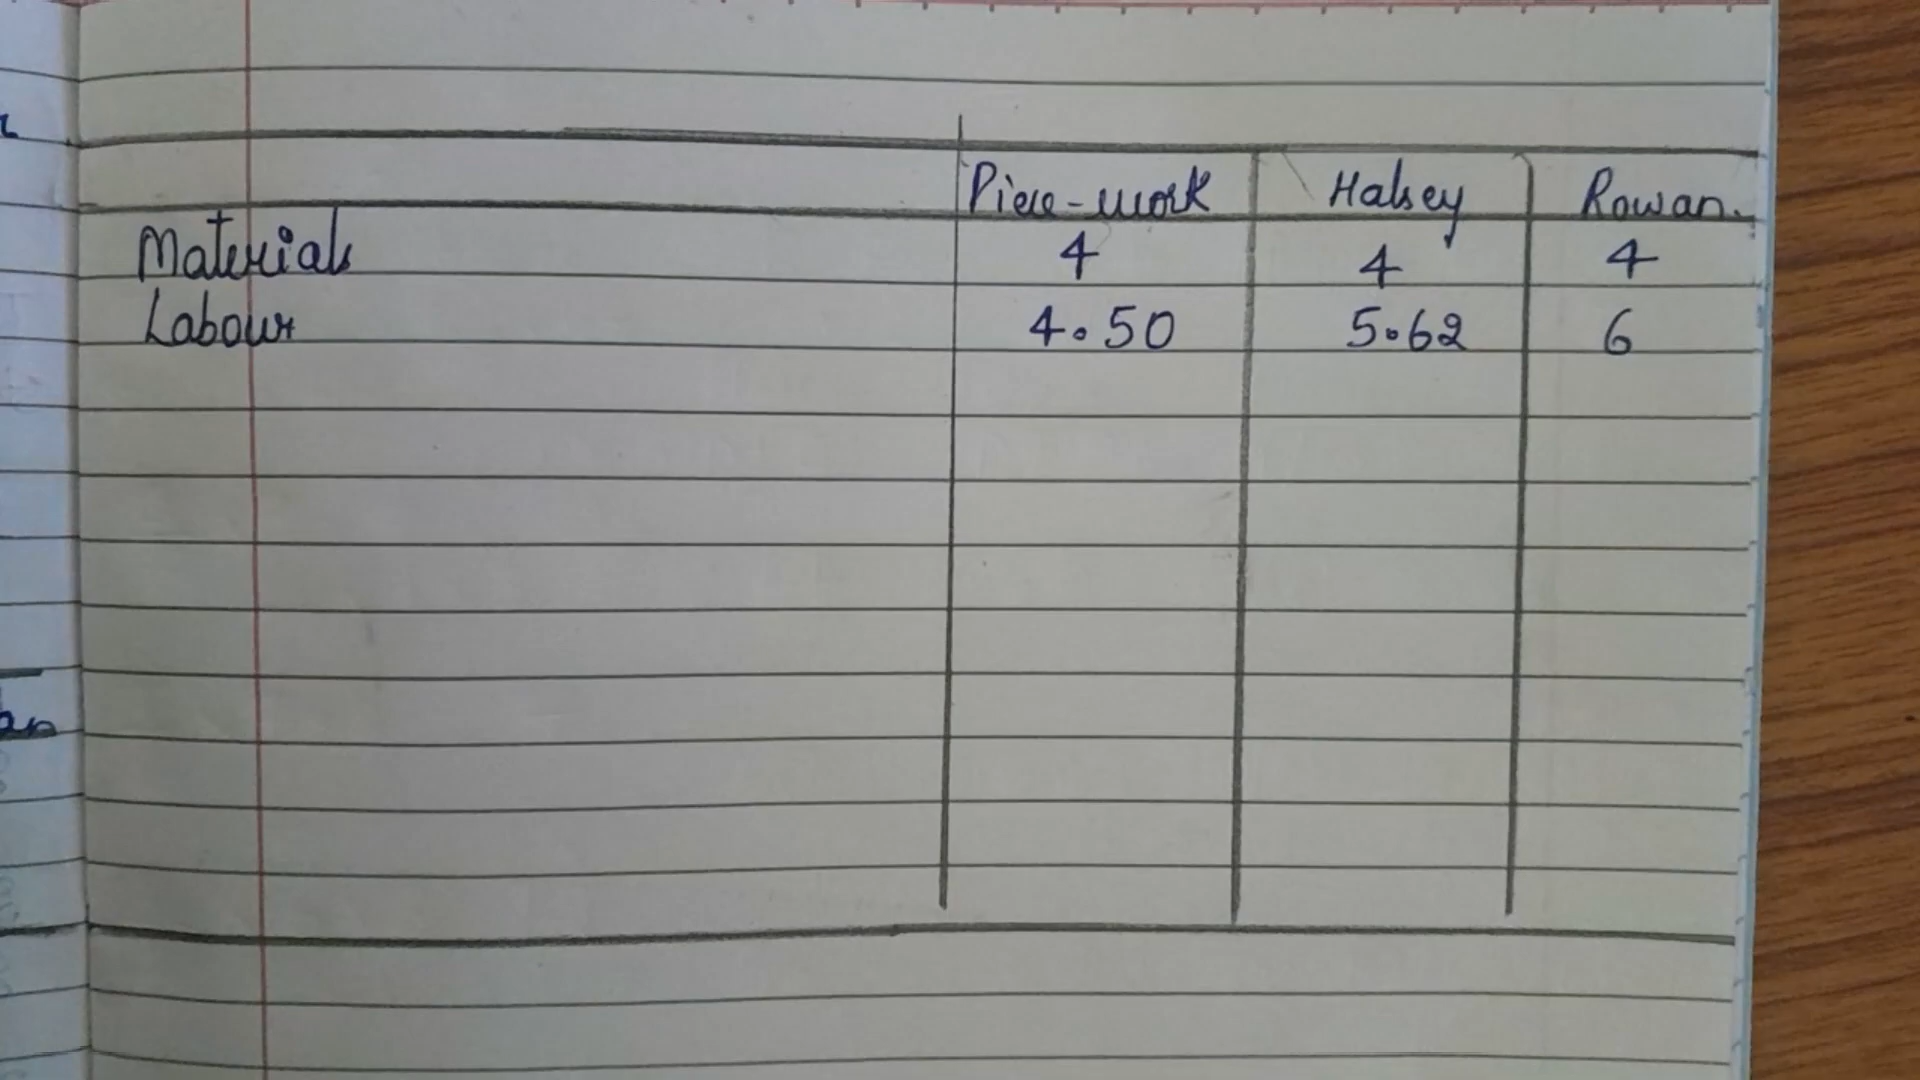 Piece-work Halsey Rowan.
Materials 4 4 4
Labour 4.50 5.62 6